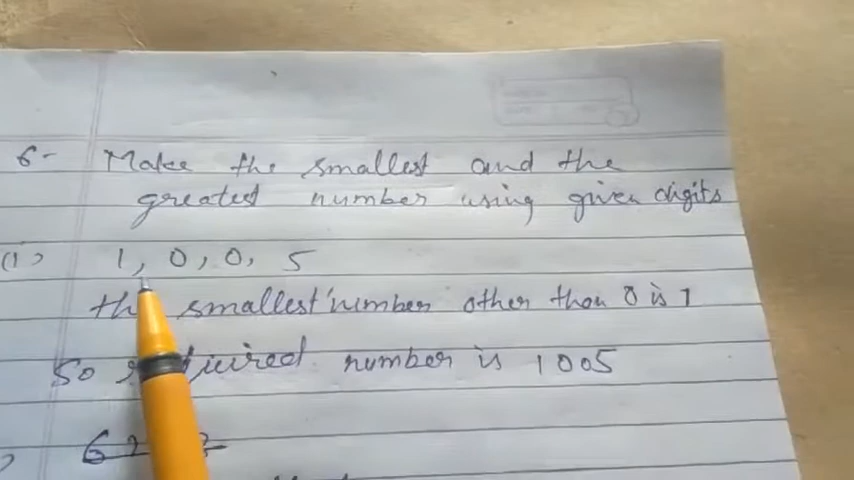 6- Make the smallest and the
greatest number using given digits
(1) 1, 0, 0, 5
the smallest number other than 0 is 1
So required number is 1005